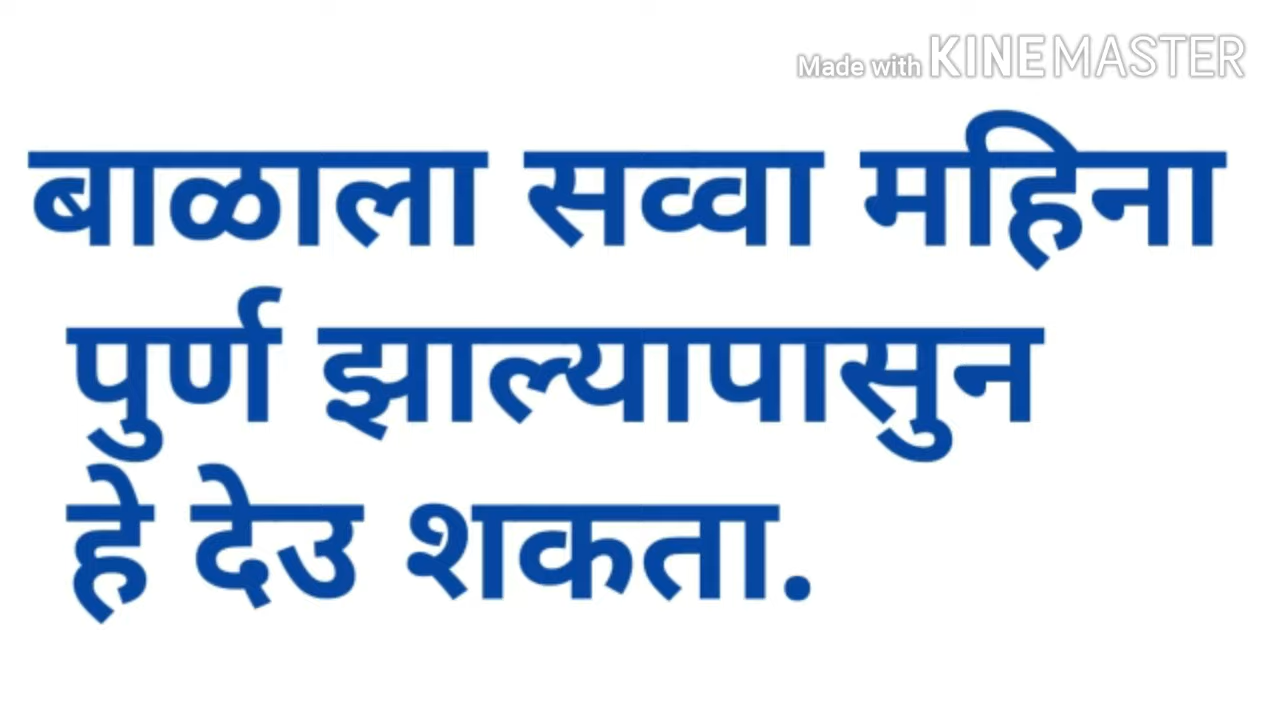 Made with KINEMASTER
बाळाला सव्वा महिना
पुर्ण झाल्यापासुन
हे देउ शकता.